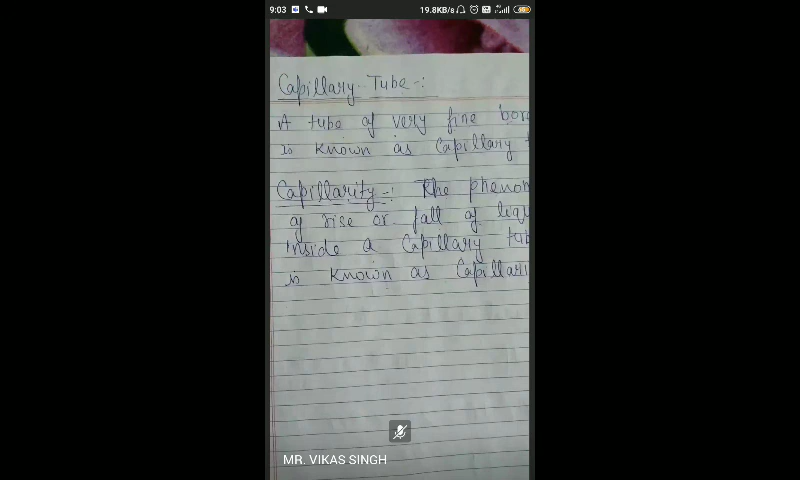 9:03
19.8KB/s
Capillary Tube -:
A tube of very fine bore
is known as Capillary t
Capillarity -: The phenom
of rise or fall of liqu
inside a Capillary tub
is known as Capillari
MR. VIKAS SINGH